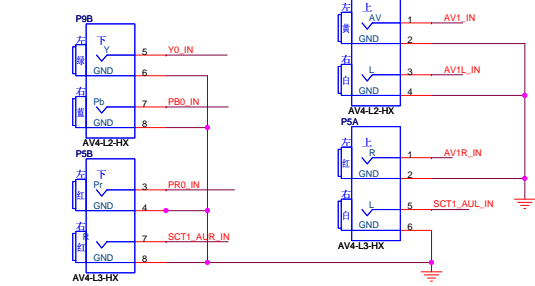 P9B
左 下
绿 Y 5 Y0_IN
GND 6
右
蓝 Pb 7 PB0_IN
GND 8
AV4-L2-HX
P5B
左 下
红 Pr 3 PR0_IN
GND 4
右
红 R 7 SCT1_AUR_IN
GND 8
AV4-L3-HX
左 上
黄 AV 1 AV1_IN
GND 2
右
白 L 3 AV1L_IN
GND 4
AV4-L2-HX
P5A
左 上
红 R 1 AV1R_IN
GND 2
右
白 L 5 SCT1_AUL_IN
GND 6
AV4-L3-HX